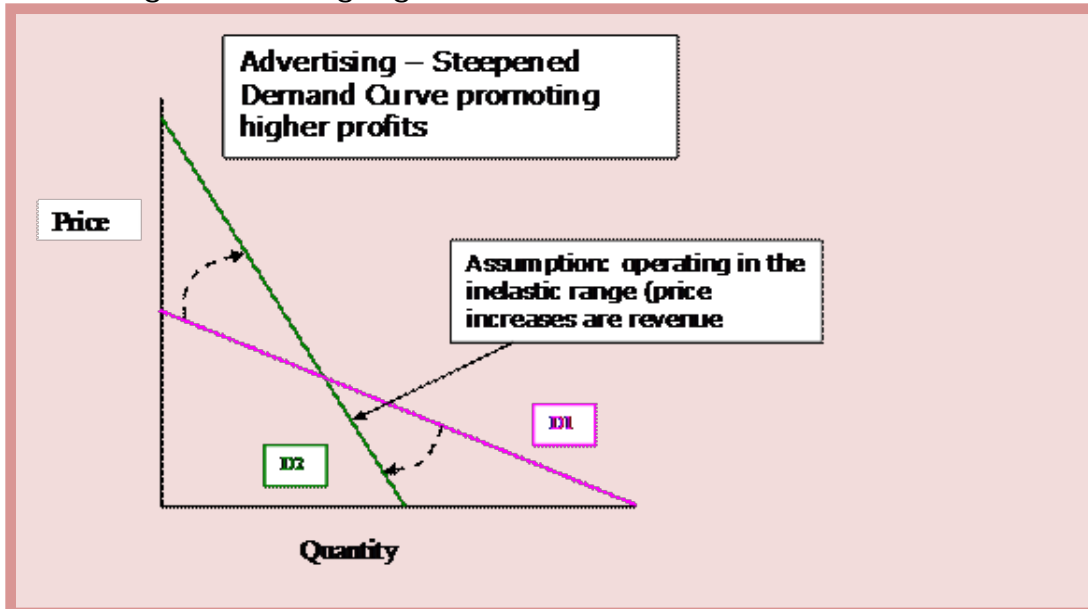 Advertising – Steepened
Demand Curve promoting
higher profits
Price
Assumption: operating in the
inelastic range (price
increases are revenue
D1
D2
Quantity